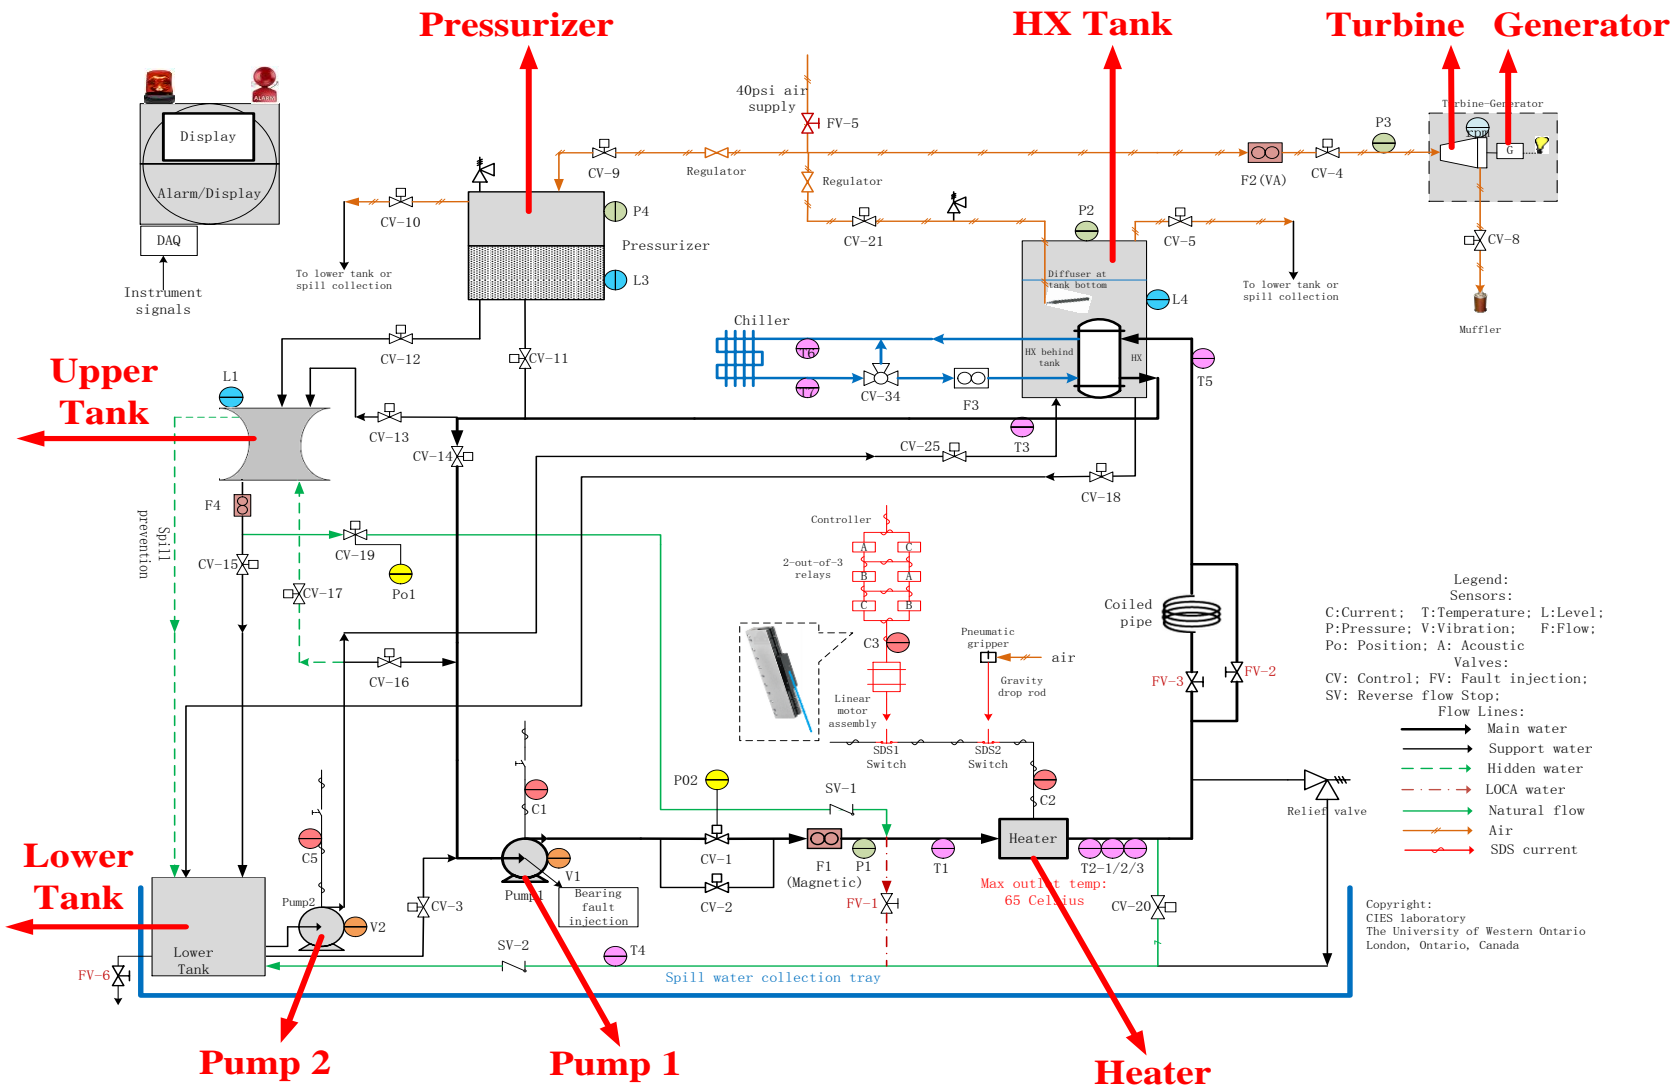 Pressurizer
HX Tank
Turbine
Generator
ALARM
Display
Alarm/Display
DAQ
Instrument
signals
40psi air
supply
FV-5
CV-9
Regulator
Regulator
F2(VA)
CV-4
P3
Turbine-Generator
rpm
G
CV-8
Muffler
CV-10
To lower tank or
spill collection
P4
Pressurizer
L3
CV-21
P2
CV-5
To lower tank or
spill collection
Diffuser at
tank bottom
L4
Chiller
T6
T7
CV-34
F3
HX behind
tank
HX
T5
CV-12
CV-11
Upper
Tank
L1
CV-13
CV-14
T3
CV-25
CV-18
F4
Spill
prevention
CV-15
CV-19
Po1
CV-17
CV-16
Controller
2-out-of-3
relays
A
C
B
A
C
B
C3
Linear
motor
assembly
Pneumatic
gripper
air
Gravity
drop rod
SDS1
Switch
SDS2
Switch
Coiled
pipe
FV-3
FV-2
Legend:
Sensors:
C:Current; T:Temperature; L:Level;
P:Pressure; V:Vibration; F:Flow;
Po: Position; A: Acoustic
Valves:
CV: Control; FV: Fault injection;
SV: Reverse flow Stop;
Flow Lines:
Main water
Support water
Hidden water
LOCA water
Natural flow
Air
SDS current
Relief valve
C5
C1
PO2
SV-1
C2
CV-1
CV-2
F1
(Magnetic)
P1
T1
Heater
T2-1/2/3
Max outlet temp:
65 Celsius
CV-20
FV-1
Lower
Tank
Lower
Tank
Pump2
V2
CV-3
Pump1
V1
Bearing
fault
injection
SV-2
T4
FV-6
Spill water collection tray
Copyright:
CIES laboratory
The University of Western Ontario
London, Ontario, Canada
Pump 2
Pump 1
Heater